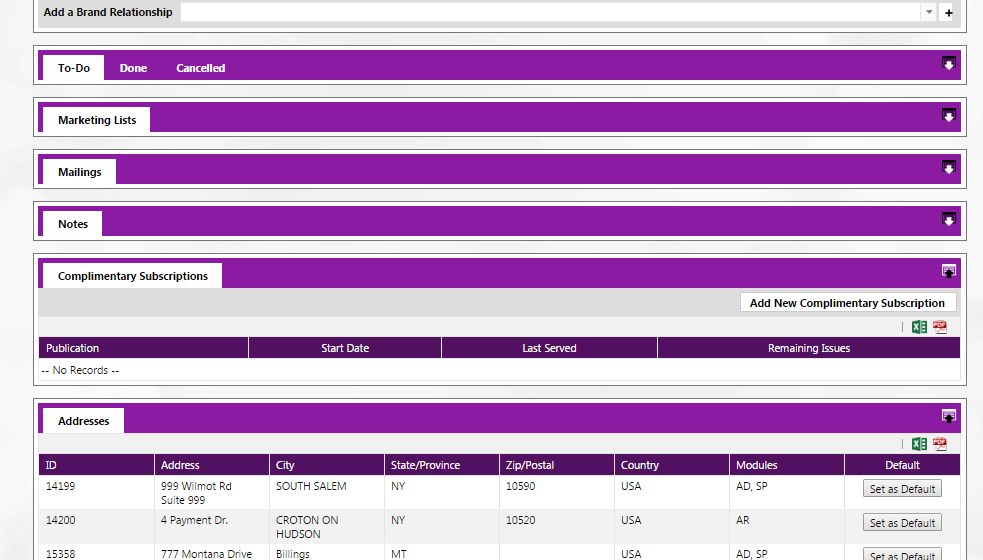 Add a Brand Relationship
To-Do Done Cancelled
Marketing Lists
Mailings
Notes
Complimentary Subscriptions
Add New Complimentary Subscription
Publication Start Date Last Served Remaining Issues
-- No Records --
Addresses
ID Address City State/Province Zip/Postal Country Modules Default
14199 999 Wilmot Rd SOUTH SALEM NY 10590 USA AD, SP Set as Default
Suite 999
14200 4 Payment Dr. CROTON ON NY 10520 USA AR Set as Default
HUDSON
15358 777 Montana Drive Billings MT USA AD, SP Set as Default